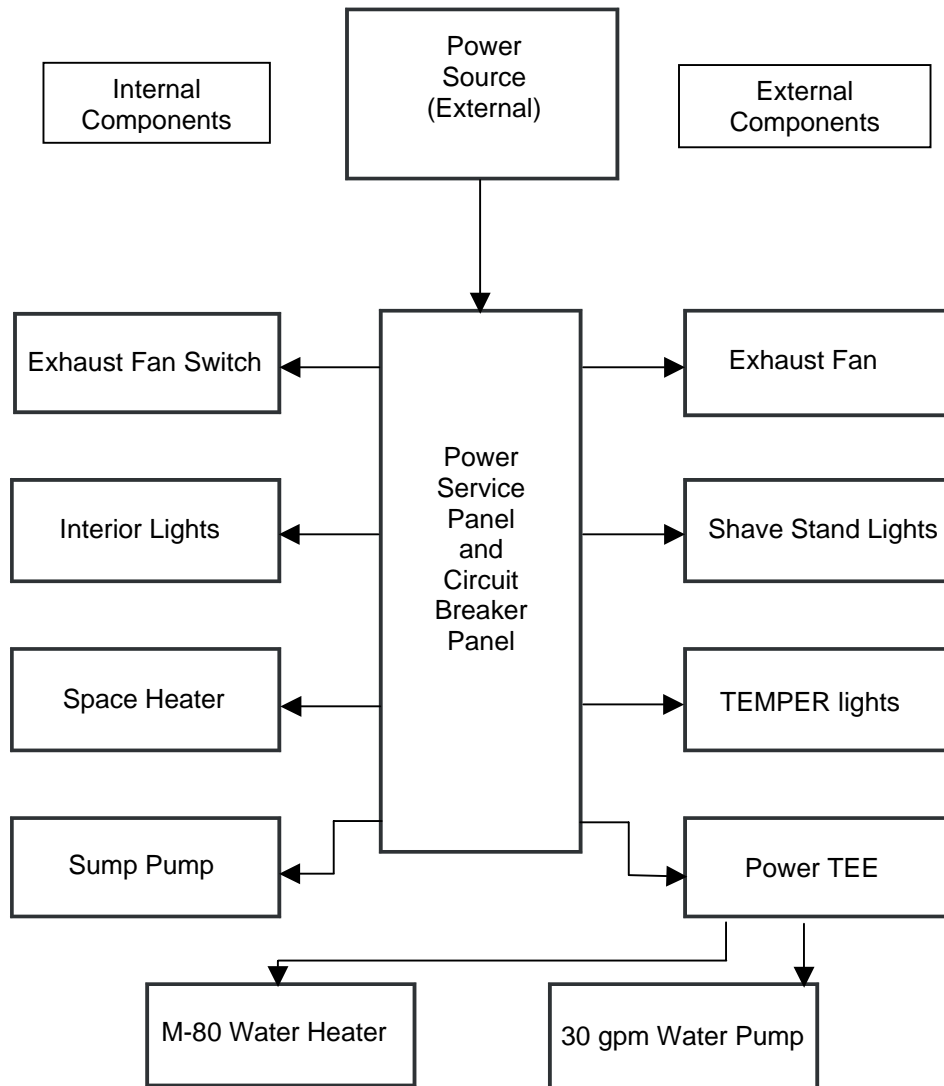 Power
Source
(External)
Internal
Components
External
Components
Exhaust Fan Switch
Exhaust Fan
Power
Service
Panel
and
Circuit
Breaker
Panel
Interior Lights
Shave Stand Lights
Space Heater
TEMPER lights
Sump Pump
Power TEE
M-80 Water Heater
30 gpm Water Pump